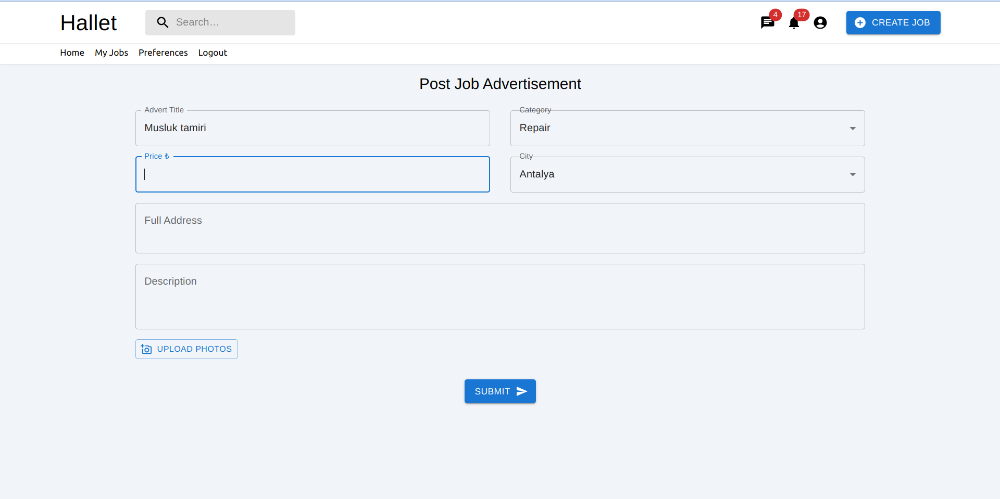 Hallet
Search…
4
17
CREATE JOB
Home My Jobs Preferences Logout
Post Job Advertisement
Advert Title
Musluk tamiri
Category
Repair
Price ₺
City
Antalya
Full Address
Description
UPLOAD PHOTOS
SUBMIT